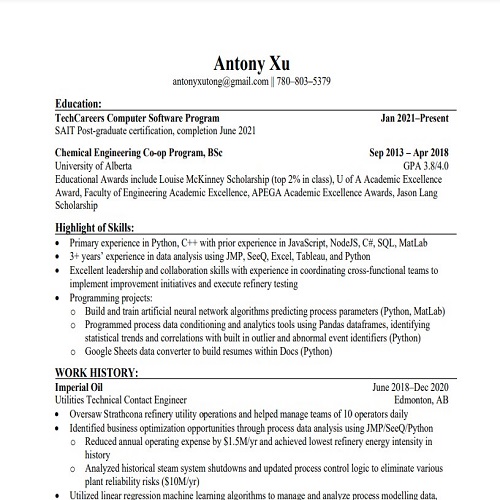 Antony Xu
antonyxutong@gmail.com || 780-803-5379
Education:
TechCareers Computer Software Program Jan 2021–Present
SAIT Post-graduate certification, completion June 2021
Chemical Engineering Co-op Program, BSc Sep 2013 – Apr 2018
University of Alberta GPA 3.8/4.0
Educational Awards include Louise McKinney Scholarship (top 2% in class), U of A Academic Excellence
Award, Faculty of Engineering Academic Excellence, APEGA Academic Excellence Awards, Jason Lang
Scholarship
Highlight of Skills:
• Primary experience in Python, C++ with prior experience in JavaScript, NodeJS, C#, SQL, MatLab
• 3+ years' experience in data analysis using JMP, SeeQ, Excel, Tableau, and Python
• Excellent leadership and collaboration skills with experience in coordinating cross-functional teams to
implement improvement initiatives and execute refinery testing
• Programming projects:
o Build and train artificial neural network algorithms predicting process parameters (Python, MatLab)
o Programmed process data conditioning and analytics tools using Pandas dataframes, identifying
statistical trends and correlations with built in outlier and abnormal event identifiers (Python)
o Google Sheets data converter to build resumes within Docs (Python)
WORK HISTORY:
Imperial Oil June 2018–Dec 2020
Utilities Technical Contact Engineer Edmonton, AB
• Oversaw Strathcona refinery utility operations and helped manage teams of 10 operators daily
• Identified business optimization opportunities through process data analysis using JMP/SeeQ/Python
o Reduced annual operating expense by $1.5M/yr and achieved lowest refinery energy intensity in
history
o Analyzed historical steam system shutdowns and updated process control logic to eliminate various
plant reliability risks ($10M/yr)
• Utilized linear regression machine learning algorithms to manage and analyze process modelling data,